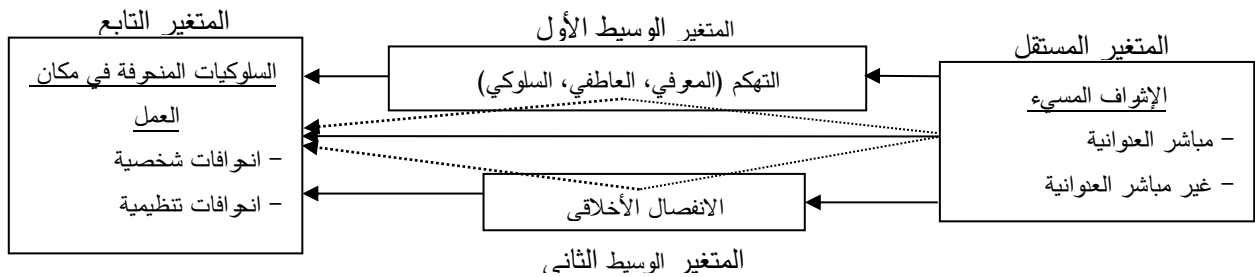 المتغير المستقل
الإشراف المسيء
– مباشر العدوانية
– غير مباشر العدوانية
المتغير الوسيط الأول
التهكم (المعرفي، العاطفي، السلوكي)
الانفصال الأخلاقي
المتغير الوسيط الثاني
المتغير التابع
السلوكيات المنحرفة في مكان
العمل
– انحرافات شخصية
– انحرافات تنظيمية